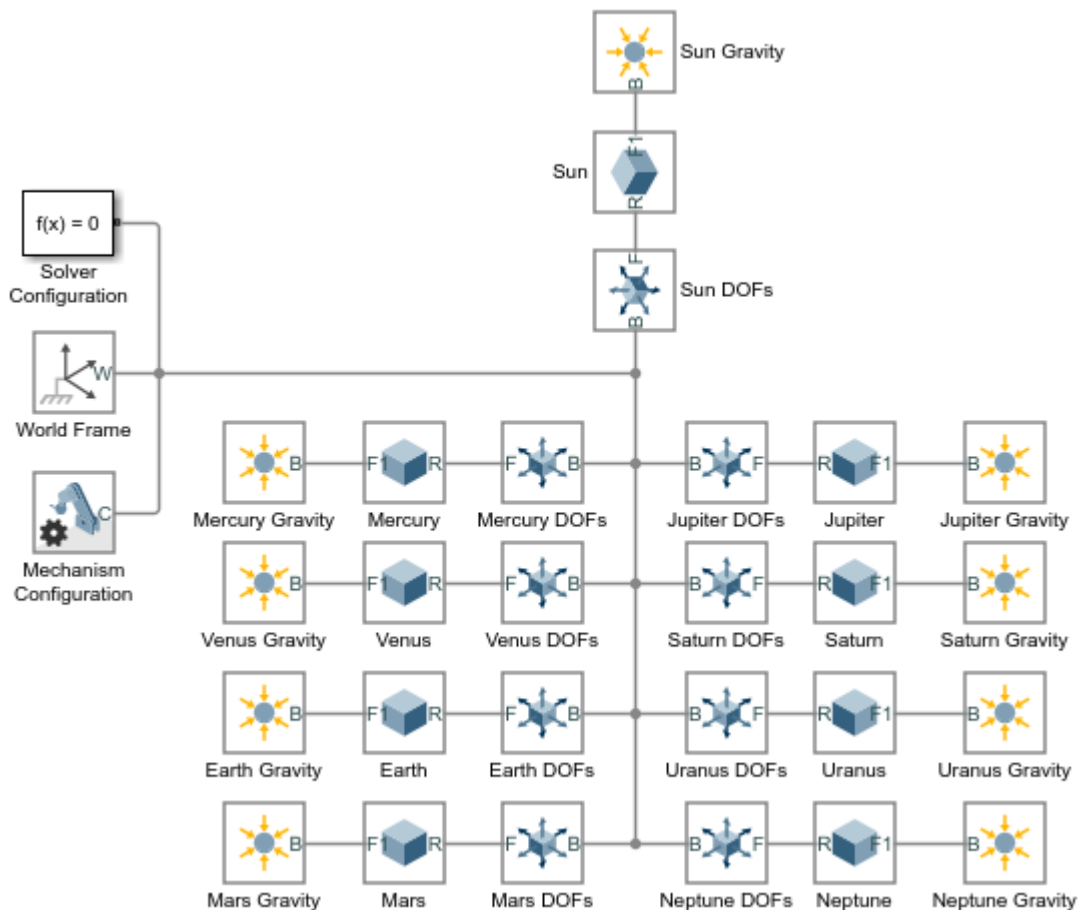 B
Sun Gravity
F1
Sun
R
F
Sun DOFs
B
f(x) = 0
Solver
Configuration
W
World Frame
C
Mechanism
Configuration
B F1 R F B B F R F1 B
Mercury Gravity Mercury Mercury DOFs Jupiter DOFs Jupiter Jupiter Gravity
B F1 R F B B F R F1 B
Venus Gravity Venus Venus DOFs Saturn DOFs Saturn Saturn Gravity
B F1 R F B B F R F1 B
Earth Gravity Earth Earth DOFs Uranus DOFs Uranus Uranus Gravity
B F1 R F B B F R F1 B
Mars Gravity Mars Mars DOFs Neptune DOFs Neptune Neptune Gravity